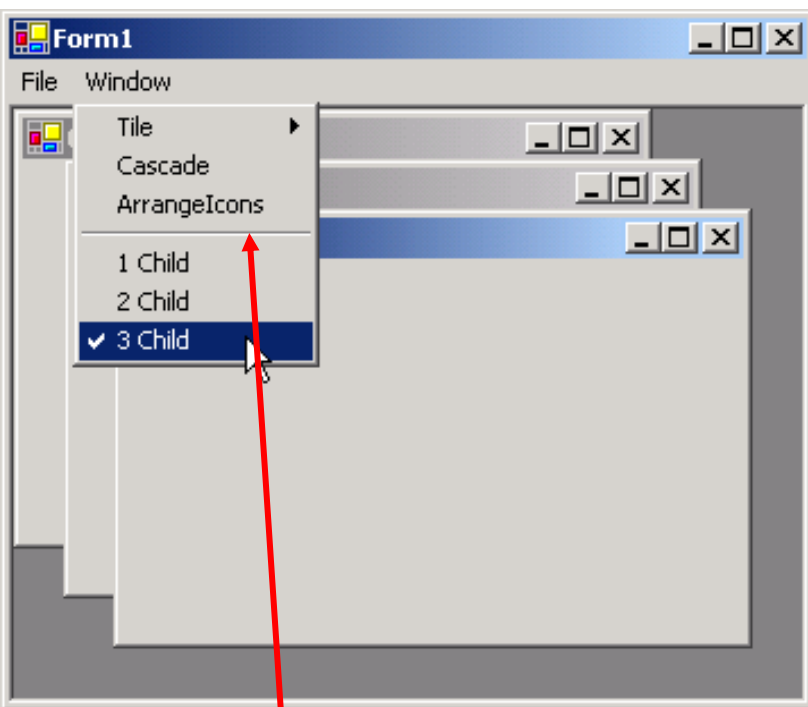 Form1
File Window
Tile
Cascade
ArrangeIcons
1 Child
2 Child
3 Child